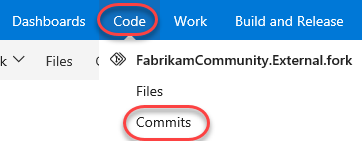 Dashboards Code Work Build and Release
k Files
FabrikamCommunity.External.fork
Files
Commits